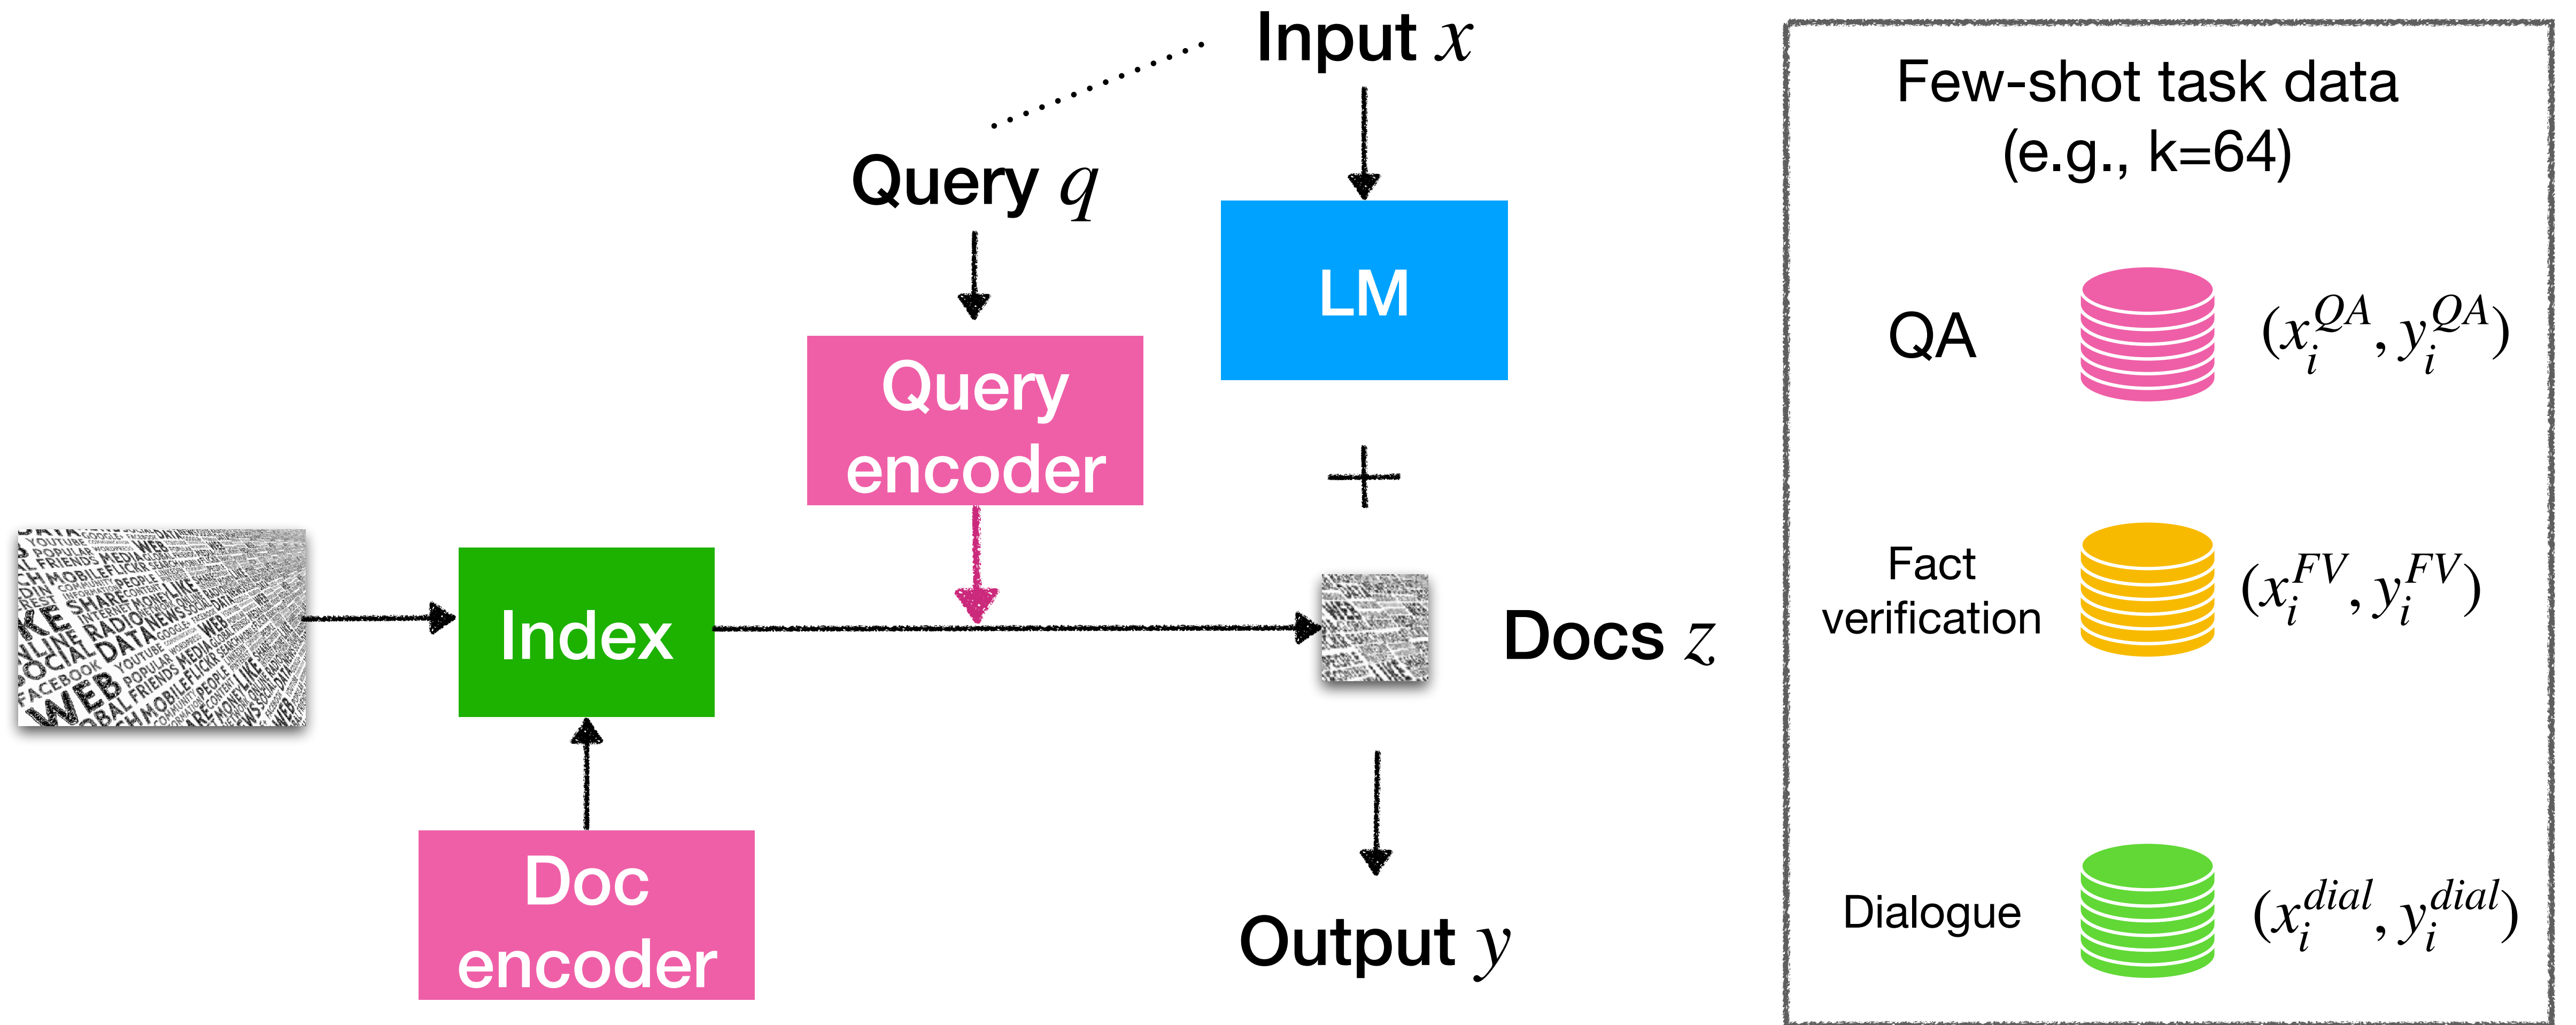 Input x
Query q
LM
Query
encoder
+
Index
Docs z
Doc
encoder
Output y
Few-shot task data
(e.g., k=64)
QA
(x_i^{QA}, y_i^{QA})
Fact
verification
(x_i^{FV}, y_i^{FV})
Dialogue
(x_i^{dial}, y_i^{dial})